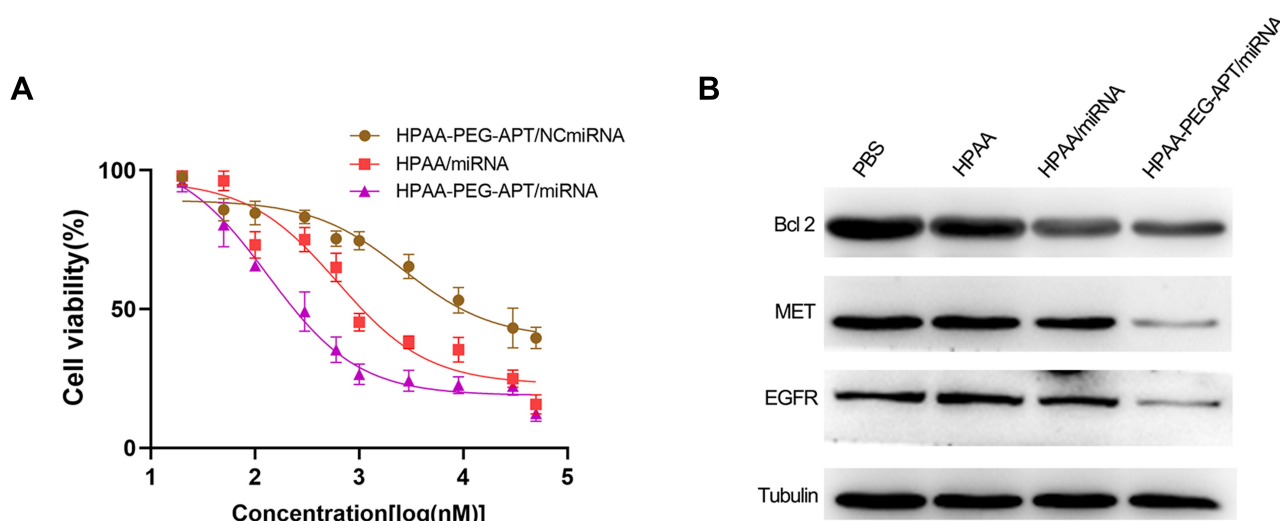 A
HPAA-PEG-APT/NCmiRNA
HPAA/miRNA
HPAA-PEG-APT/miRNA
100
50
0
Cell viability(%)
1 2 3 4 5
Concentration[log(nM)]
B
PBS
HPAA
HPAA/miRNA
HPAA-PEG-APT/miRNA
Bcl 2
MET
EGFR
Tubulin